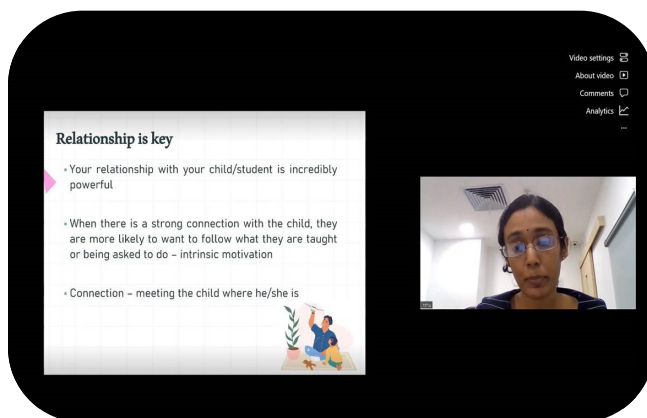 Video settings
About video
Comments
Analytics
...
Relationship is key
▪ Your relationship with your child/student is incredibly
powerful
▪ When there is a strong connection with the child, they
are more likely to want to follow what they are taught
or being asked to do – intrinsic motivation
▪ Connection – meeting the child where he/she is